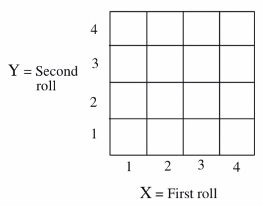 4
3
Y = Second
roll
2
1
1 2 3 4
X = First roll